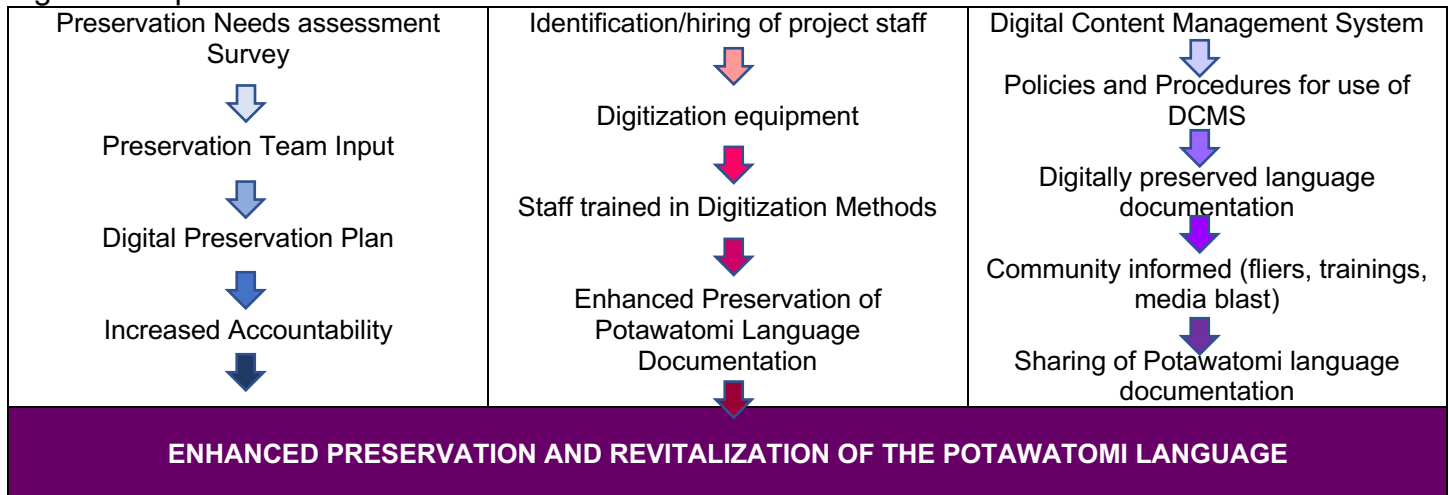 Preservation Needs assessment
Survey
Preservation Team Input
Digital Preservation Plan
Increased Accountability
Identification/hiring of project staff
Digitization equipment
Staff trained in Digitization Methods
Enhanced Preservation of
Potawatomi Language
Documentation
Digital Content Management System
Policies and Procedures for use of
DCMS
Digitally preserved language
documentation
Community informed (fliers, trainings,
media blast)
Sharing of Potawatomi language
documentation
ENHANCED PRESERVATION AND REVITALIZATION OF THE POTAWATOMI LANGUAGE